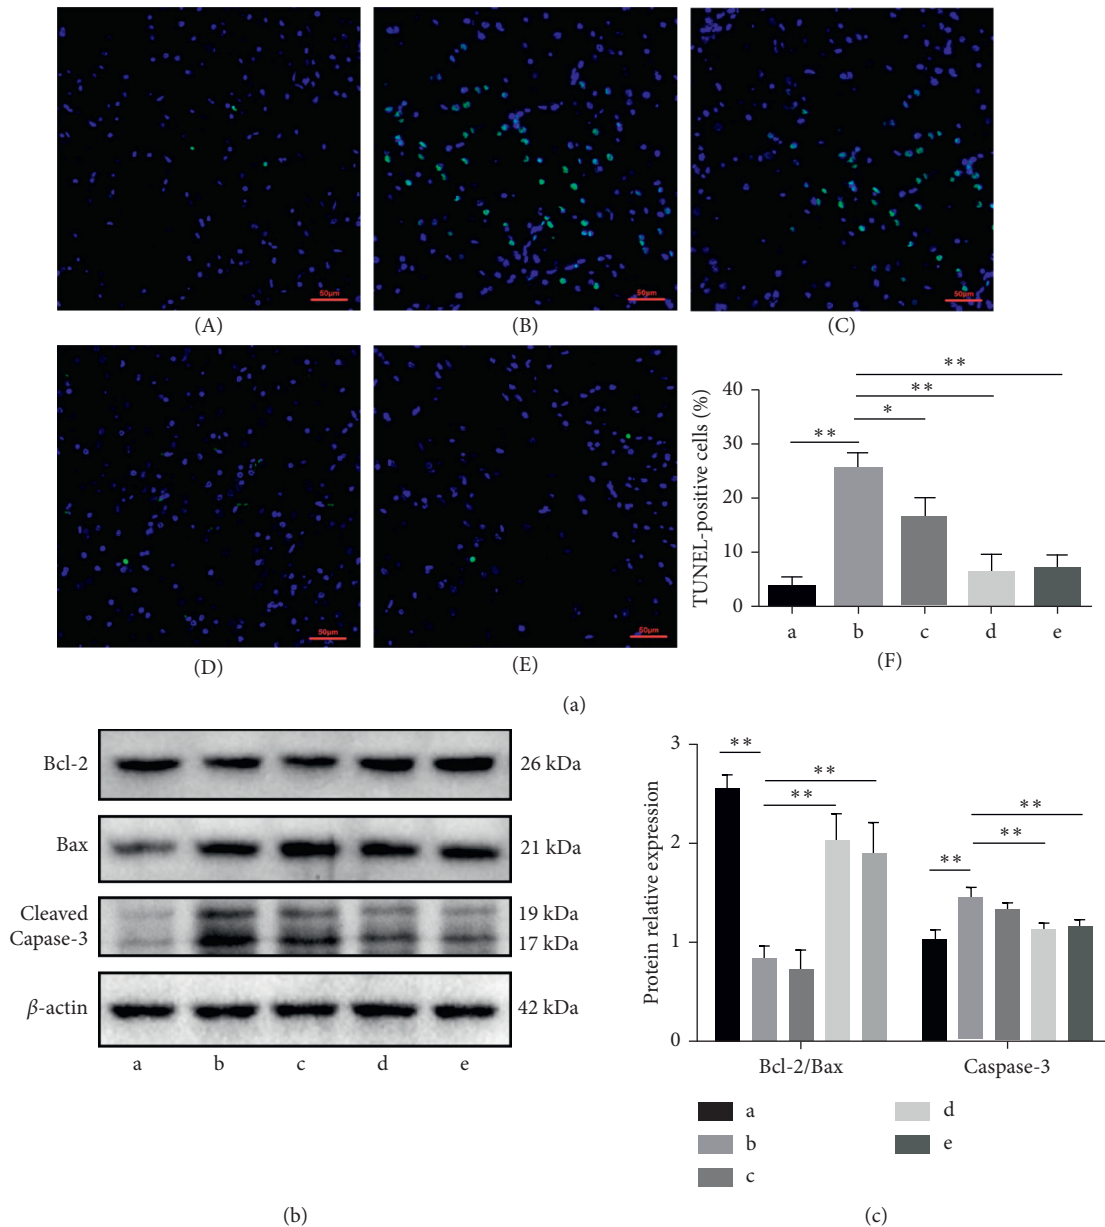 50μm
50μm
50μm
(A)
(B)
(C)
50μm
50μm
(D)
(E)
TUNEL-positive cells (%)
40
30
20
10
0
**
**
*
**
a
b
c
d
e
(F)
(a)
Bcl-2
26 kDa
Bax
21 kDa
Cleaved
Capase-3
19 kDa
17 kDa
β-actin
42 kDa
a
b
c
d
e
(b)
Protein relative expression
3
2
1
0
**
**
**
**
**
**
Bcl-2/Bax
Caspase-3
a
b
c
d
e
(c)